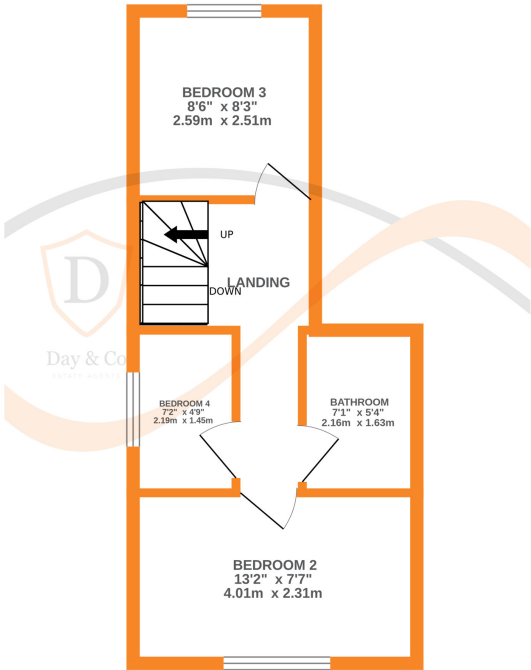 BEDROOM 3
8'6" x 8'3"
2.59m x 2.51m
UP
LANDING
DOWN
D
Day & Co
ESTATE AGENTS
BEDROOM 4
7'2" x 4'9"
2.19m x 1.45m
BATHROOM
7'1" x 5'4"
2.16m x 1.63m
BEDROOM 2
13'2" x 7'7"
4.01m x 2.31m